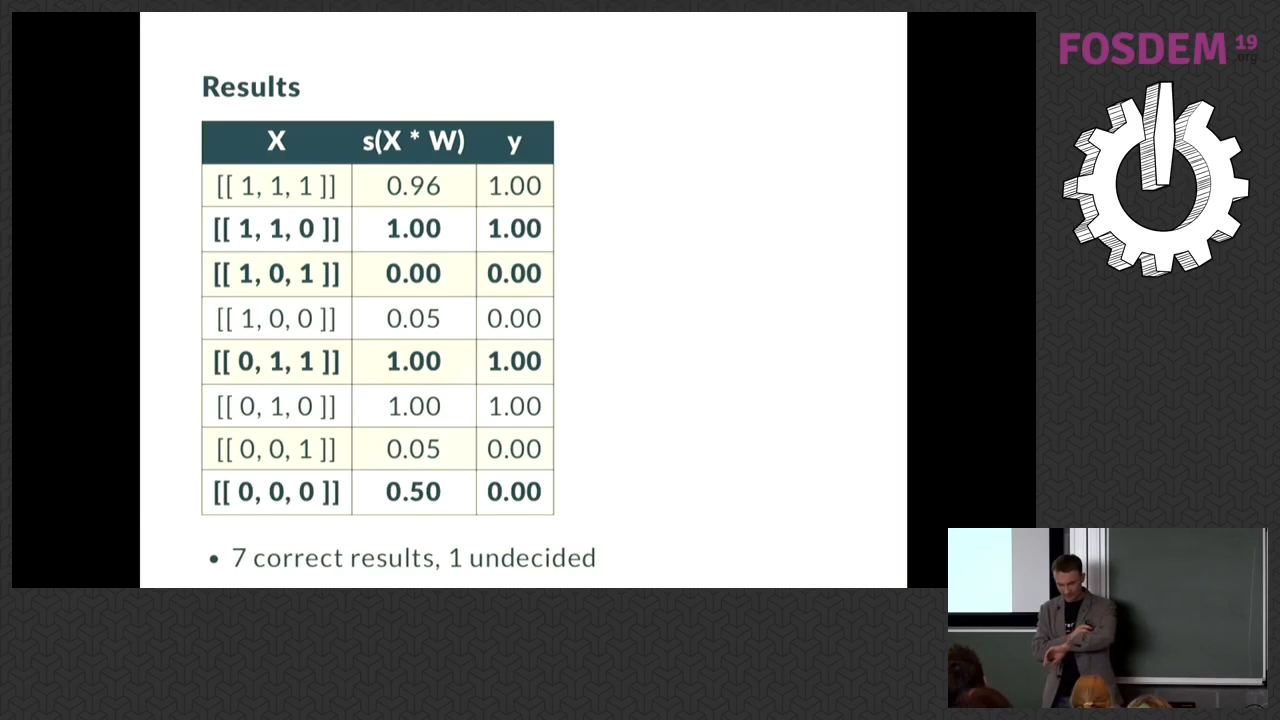 FOSDEM 19
.org
Results
X s(X * W) y
[[ 1, 1, 1 ]] 0.96 1.00
[[ 1, 1, 0 ]] 1.00 1.00
[[ 1, 0, 1 ]] 0.00 0.00
[[ 1, 0, 0 ]] 0.05 0.00
[[ 0, 1, 1 ]] 1.00 1.00
[[ 0, 1, 0 ]] 1.00 1.00
[[ 0, 0, 1 ]] 0.05 0.00
[[ 0, 0, 0 ]] 0.50 0.00
• 7 correct results, 1 undecided